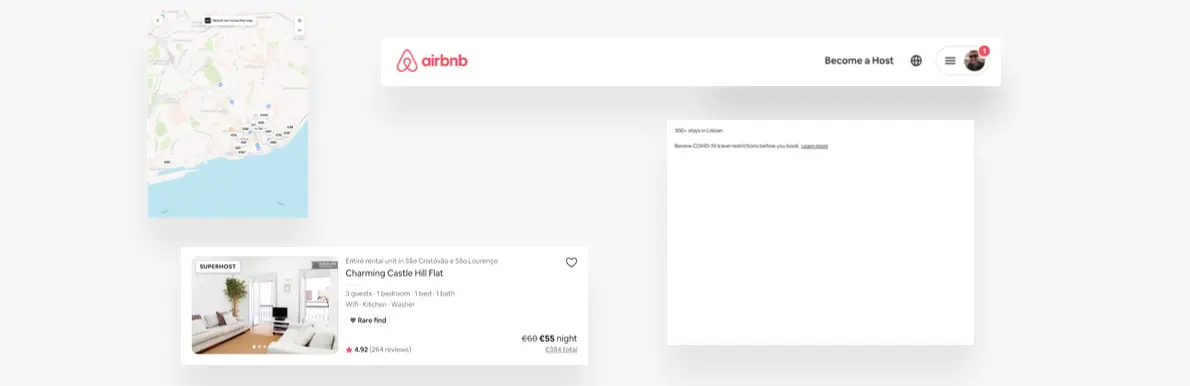 Search as I move the map
airbnb
Become a Host
1
300+ stays in Lisbon
Review COVID-19 travel restrictions before you book. Learn more
SUPERHOST
Entire rental unit in São Cristóvão e São Lourenço
Charming Castle Hill Flat
3 guests · 1 bedroom · 1 bed · 1 bath
Wifi · Kitchen · Washer
Rare find
€60 €55 night
4.92 (264 reviews)
€384 total